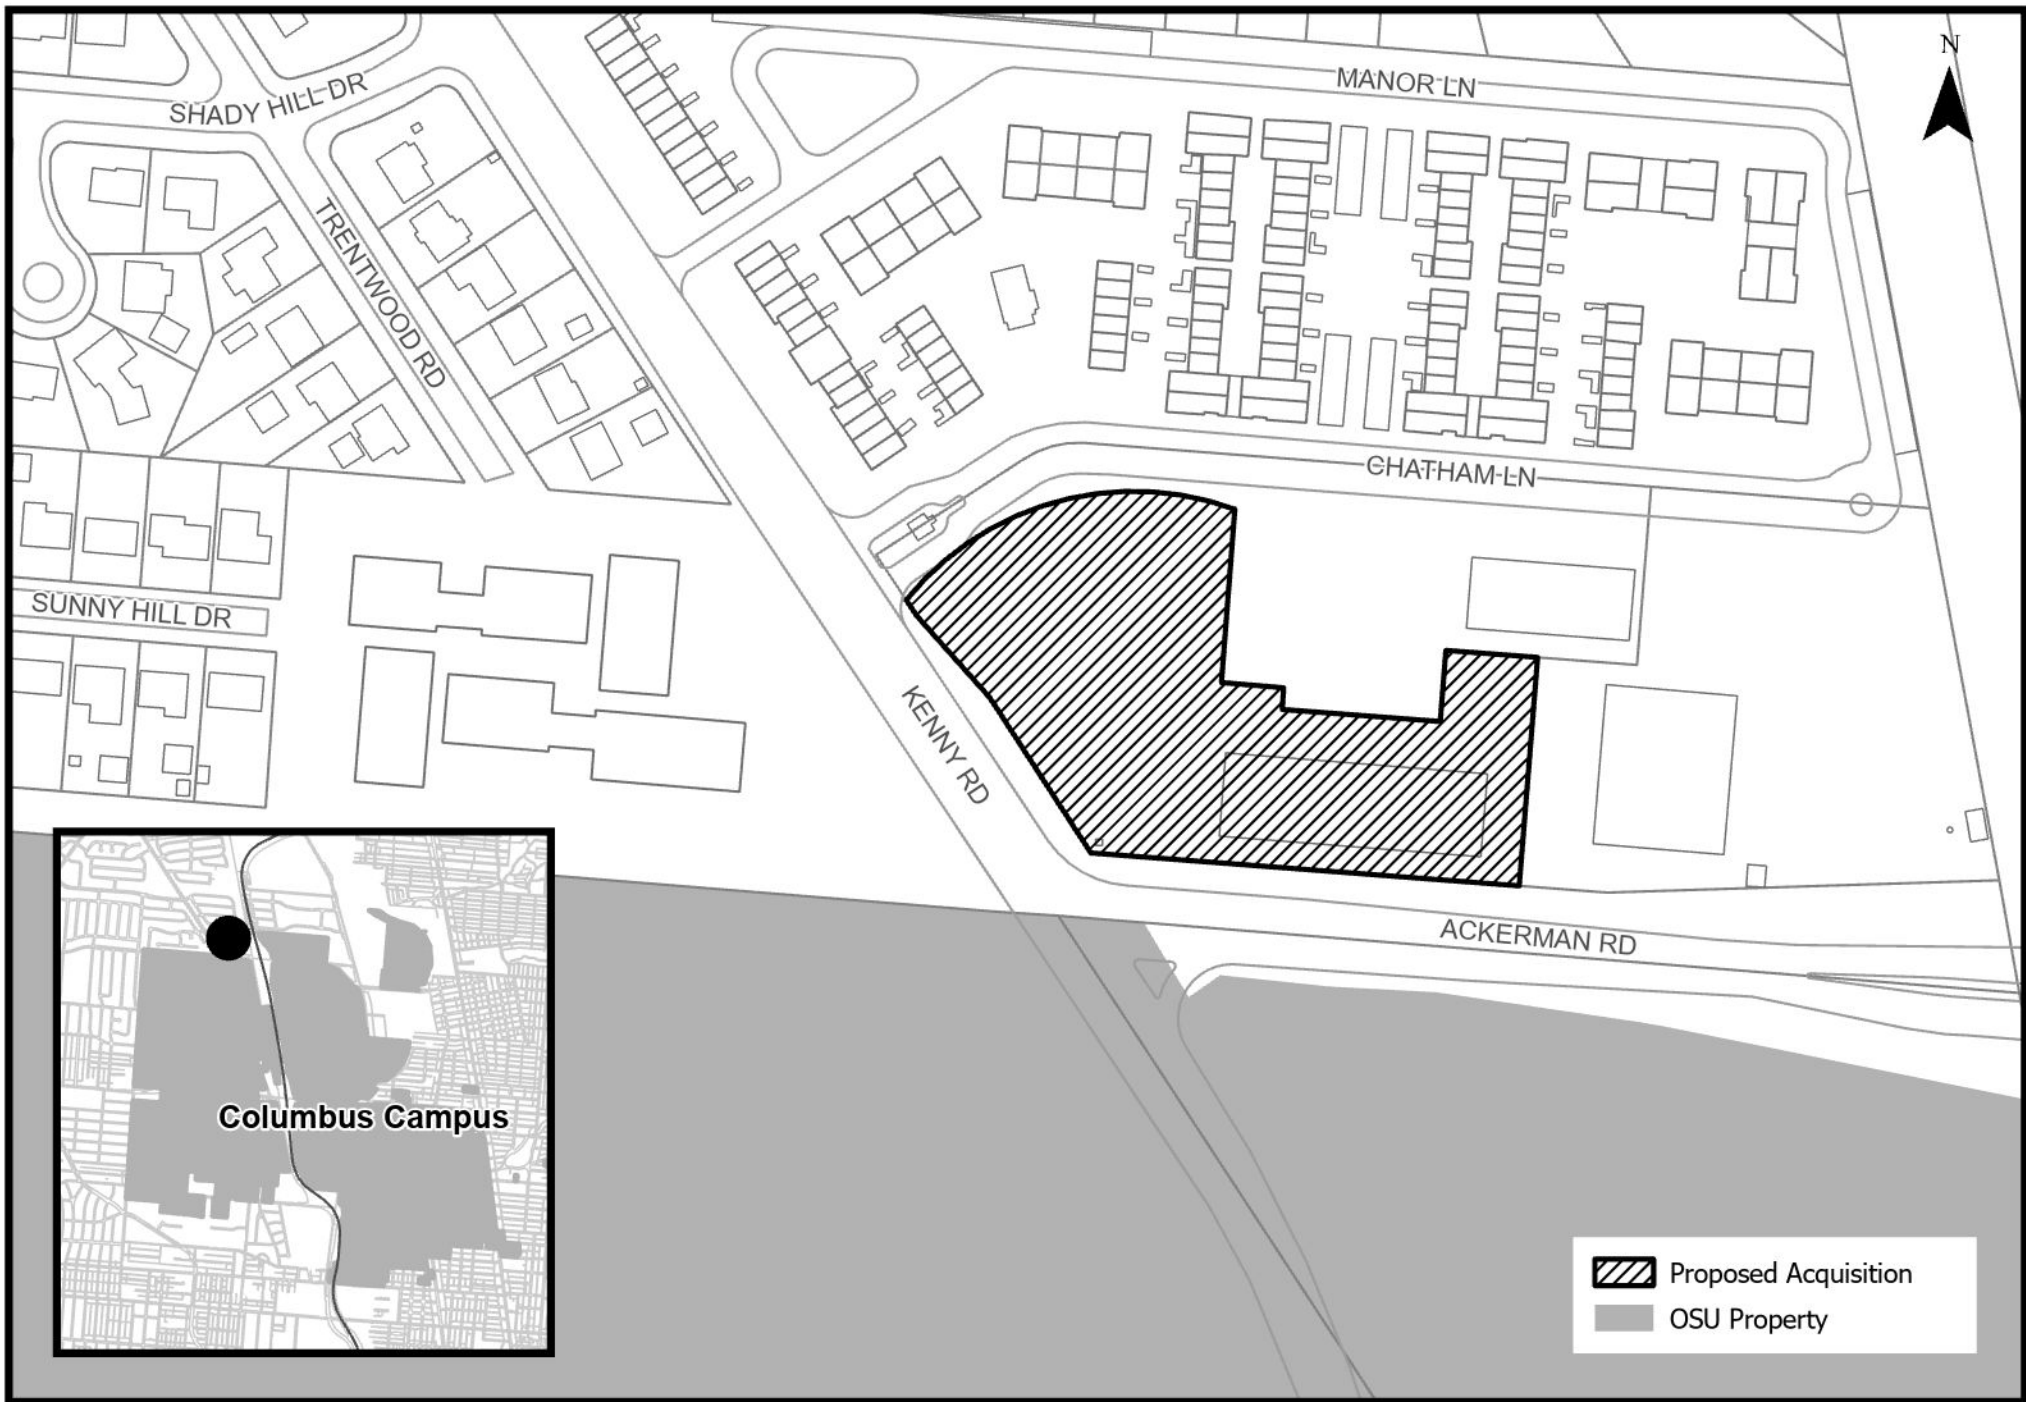 N
MANOR LN
SHADY HILL DR
TRENTWOOD RD
CHATHAM LN
SUNNY HILL DR
KENNY RD
ACKERMAN RD
Columbus Campus
Proposed Acquisition
OSU Property